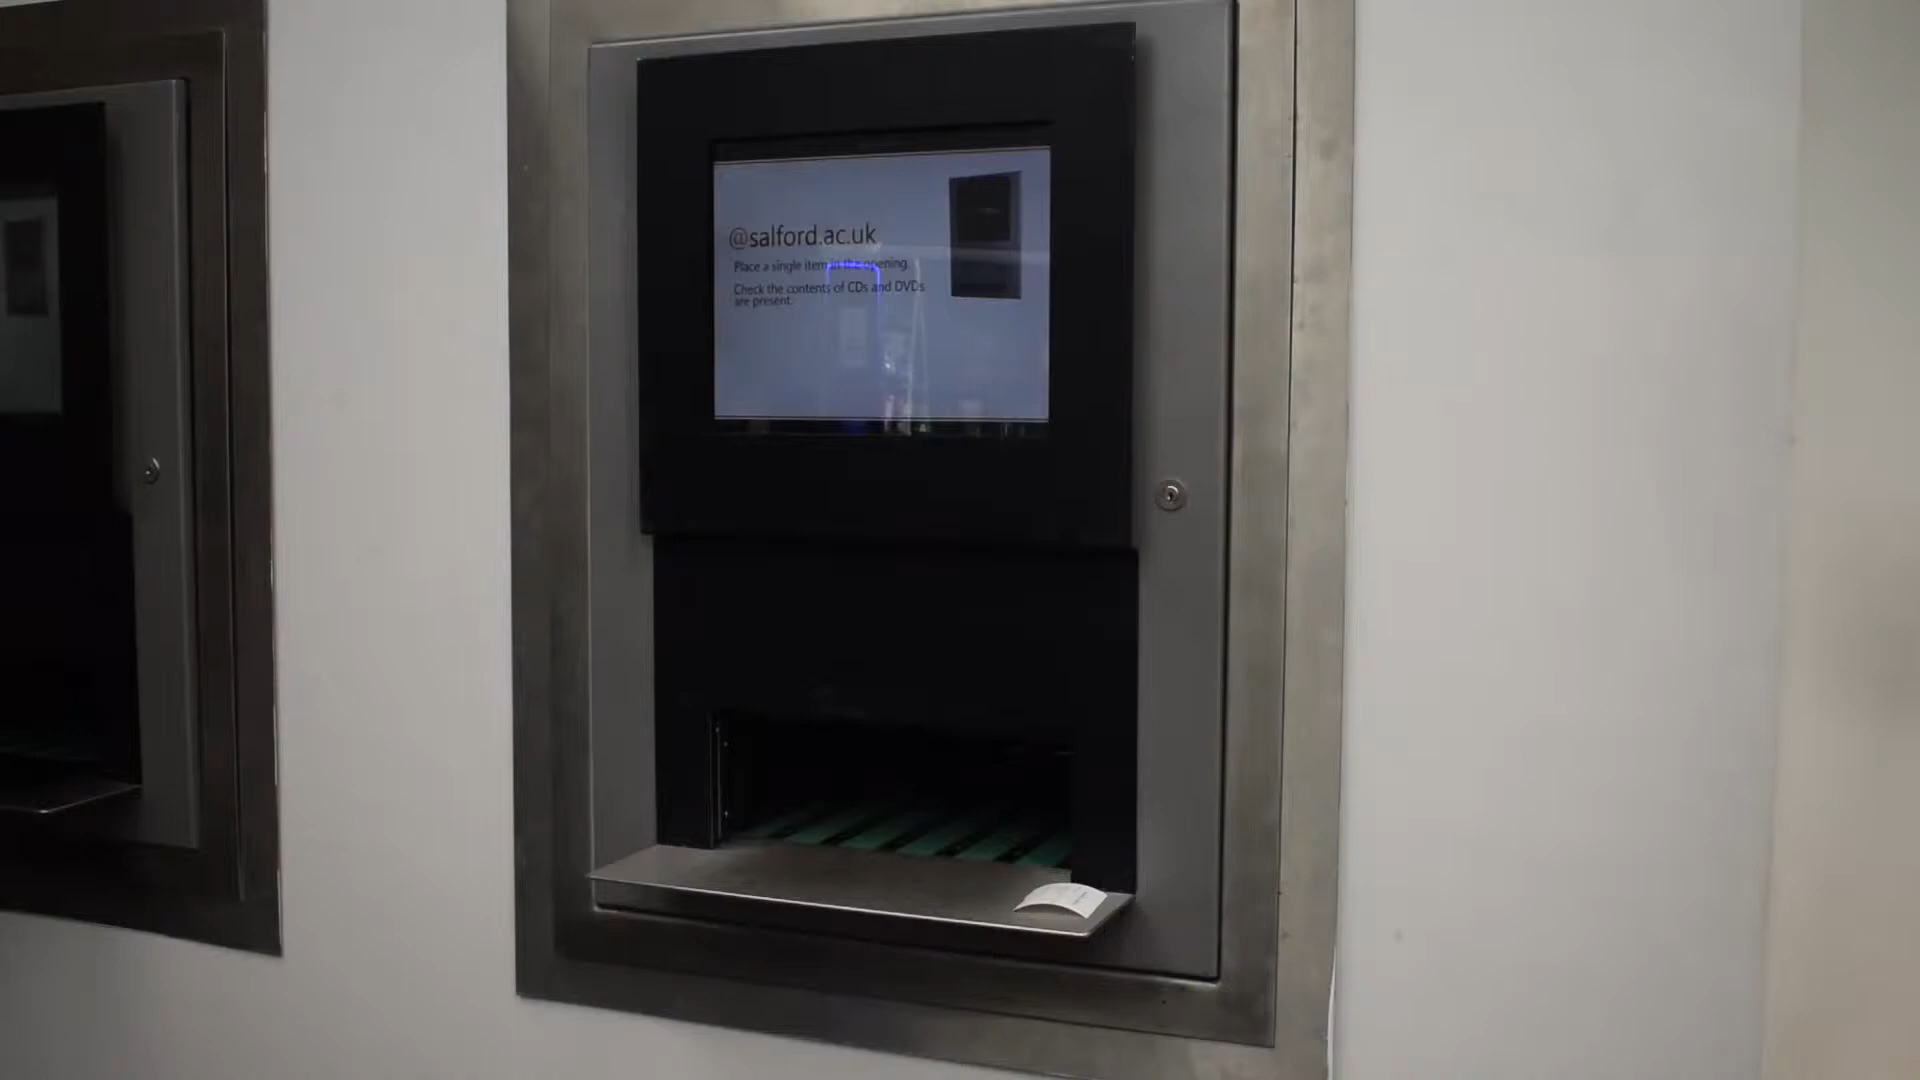 @salford.ac.uk
Place a single item in the opening.
Check the contents of CDs and DVDs
are present.